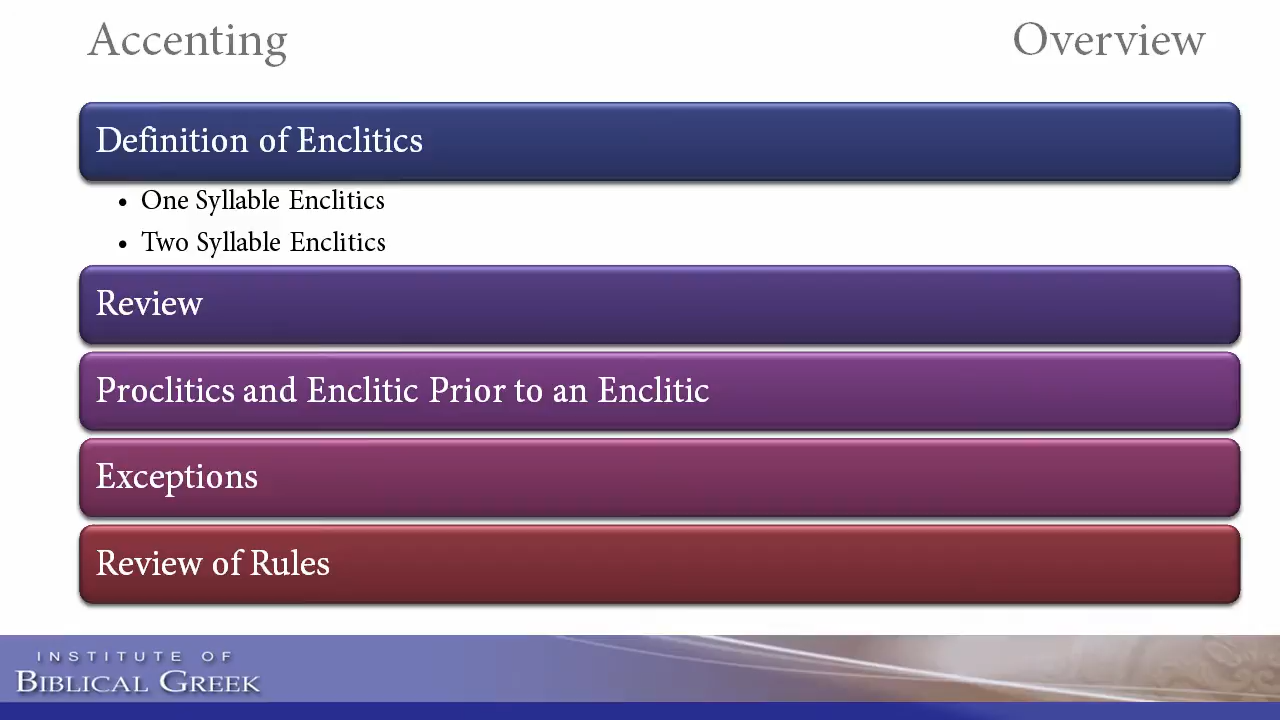 Accenting
Overview
Definition of Enclitics
• One Syllable Enclitics
• Two Syllable Enclitics
Review
Proclitics and Enclitic Prior to an Enclitic
Exceptions
Review of Rules
INSTITUTE OF
BIBLICAL GREEK